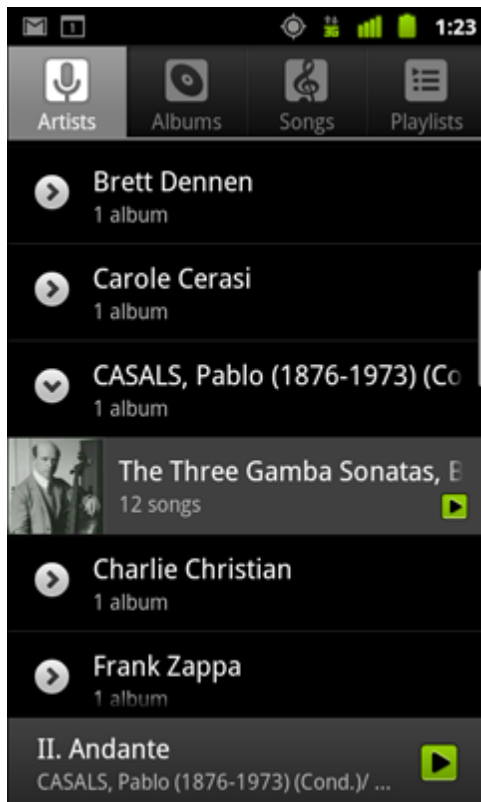 1
3G
1:23
Artists
Albums
Songs
Playlists
Brett Dennen
1 album
Carole Cerasi
1 album
CASALS, Pablo (1876-1973) (Co
1 album
The Three Gamba Sonatas, B
12 songs
Charlie Christian
1 album
Frank Zappa
1 album
II. Andante
CASALS, Pablo (1876-1973) (Cond.)/ ...